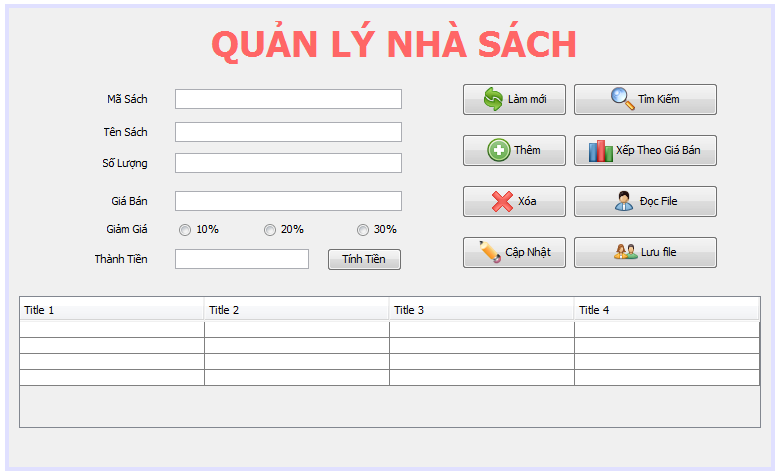 QUẢN LÝ NHÀ SÁCH
Mã Sách
Làm mới
Tìm Kiếm
Tên Sách
Số Lượng
Thêm
Xếp Theo Giá Bán
Giá Bán
Xóa
Đọc File
Giảm Giá
10%
20%
30%
Thành Tiền
Tính Tiền
Cập Nhật
Lưu file
Title 1
Title 2
Title 3
Title 4